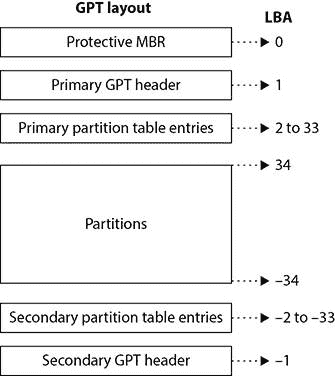 GPT layout LBA
Protective MBR 0
Primary GPT header 1
Primary partition table entries 2 to 33
34
Partitions
–34
Secondary partition table entries –2 to –33
Secondary GPT header –1